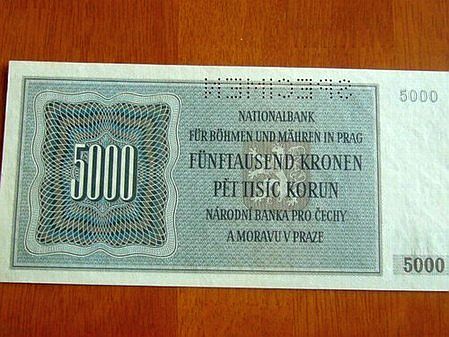 SPECIMEN
5000
NATIONALBANK
FÜR BÖHMEN UND MÄHREN IN PRAG
FÜNFTAUSEND KRONEN
PĚT TISÍC KORUN
NÁRODNÍ BANKA PRO ČECHY
A MORAVU V PRAZE
5000
5000